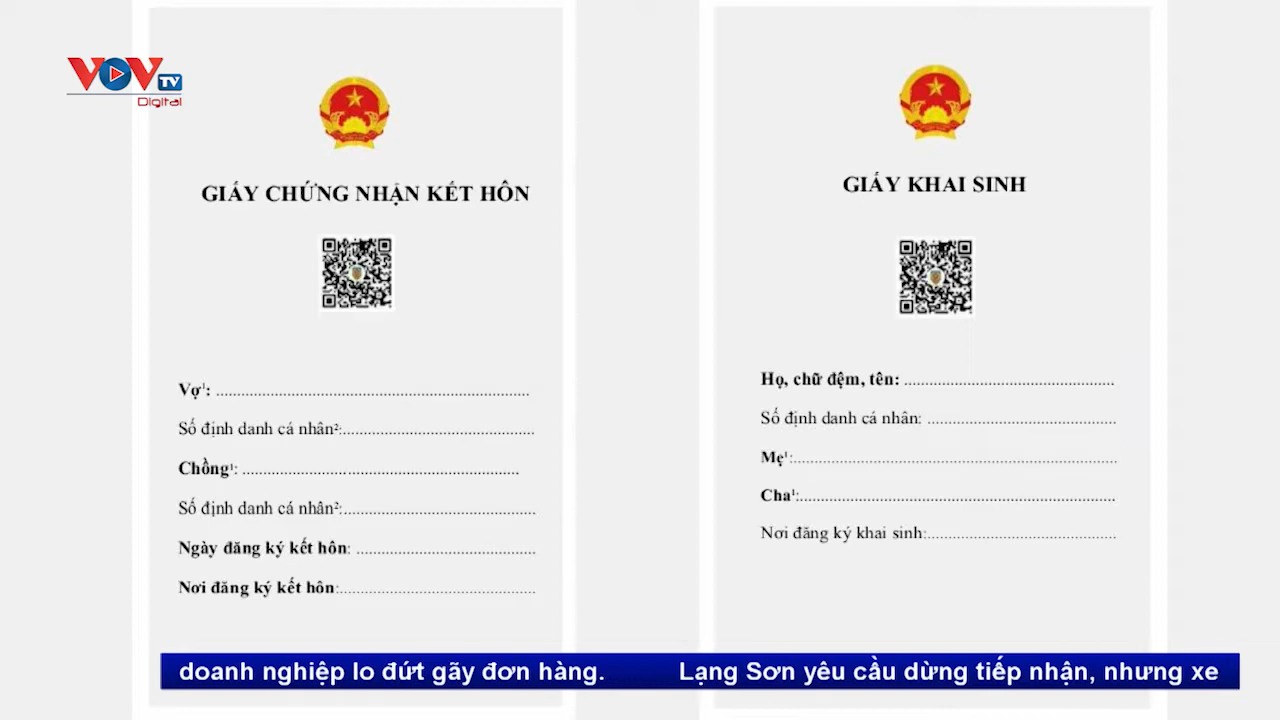 VOV TV
Digital
GIẤY CHỨNG NHẬN KẾT HÔN
Vợ¹: ...........................................................................
Số định danh cá nhân²:..............................................
Chồng¹: ..................................................................
Số định danh cá nhân²:..............................................
Ngày đăng ký kết hôn: ...........................................
Nơi đăng ký kết hôn:...............................................
GIẤY KHAI SINH
Họ, chữ đệm, tên: ..................................................
Số định danh cá nhân: .............................................
Mẹ¹:..............................................................................
Cha¹:............................................................................
Nơi đăng ký khai sinh:.............................................
doanh nghiệp lo đứt gãy đơn hàng. Lạng Sơn yêu cầu dừng tiếp nhận, nhưng xe